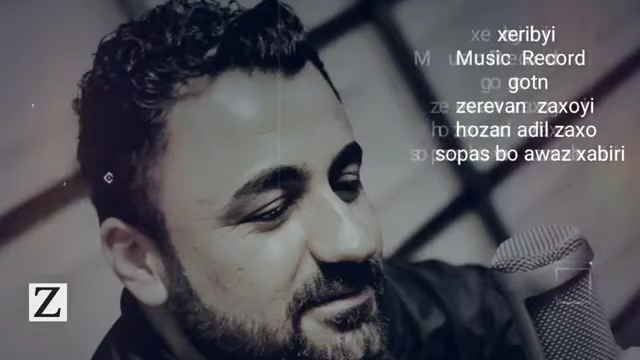 xeribyi
Music Record
gotn
zerevan zaxoyi
hozan adil zaxo
sopas bo awaz xabiri
Z